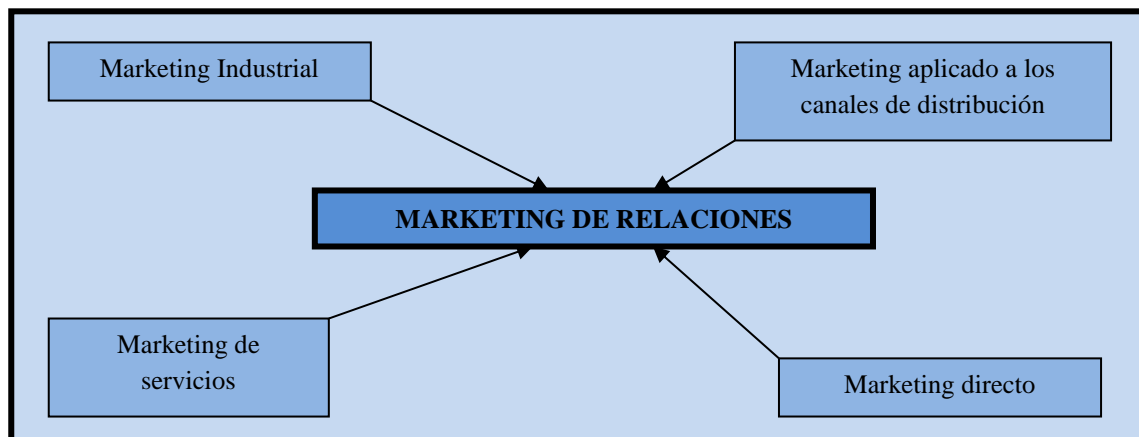 Marketing Industrial
Marketing aplicado a los
canales de distribución
MARKETING DE RELACIONES
Marketing de
servicios
Marketing directo